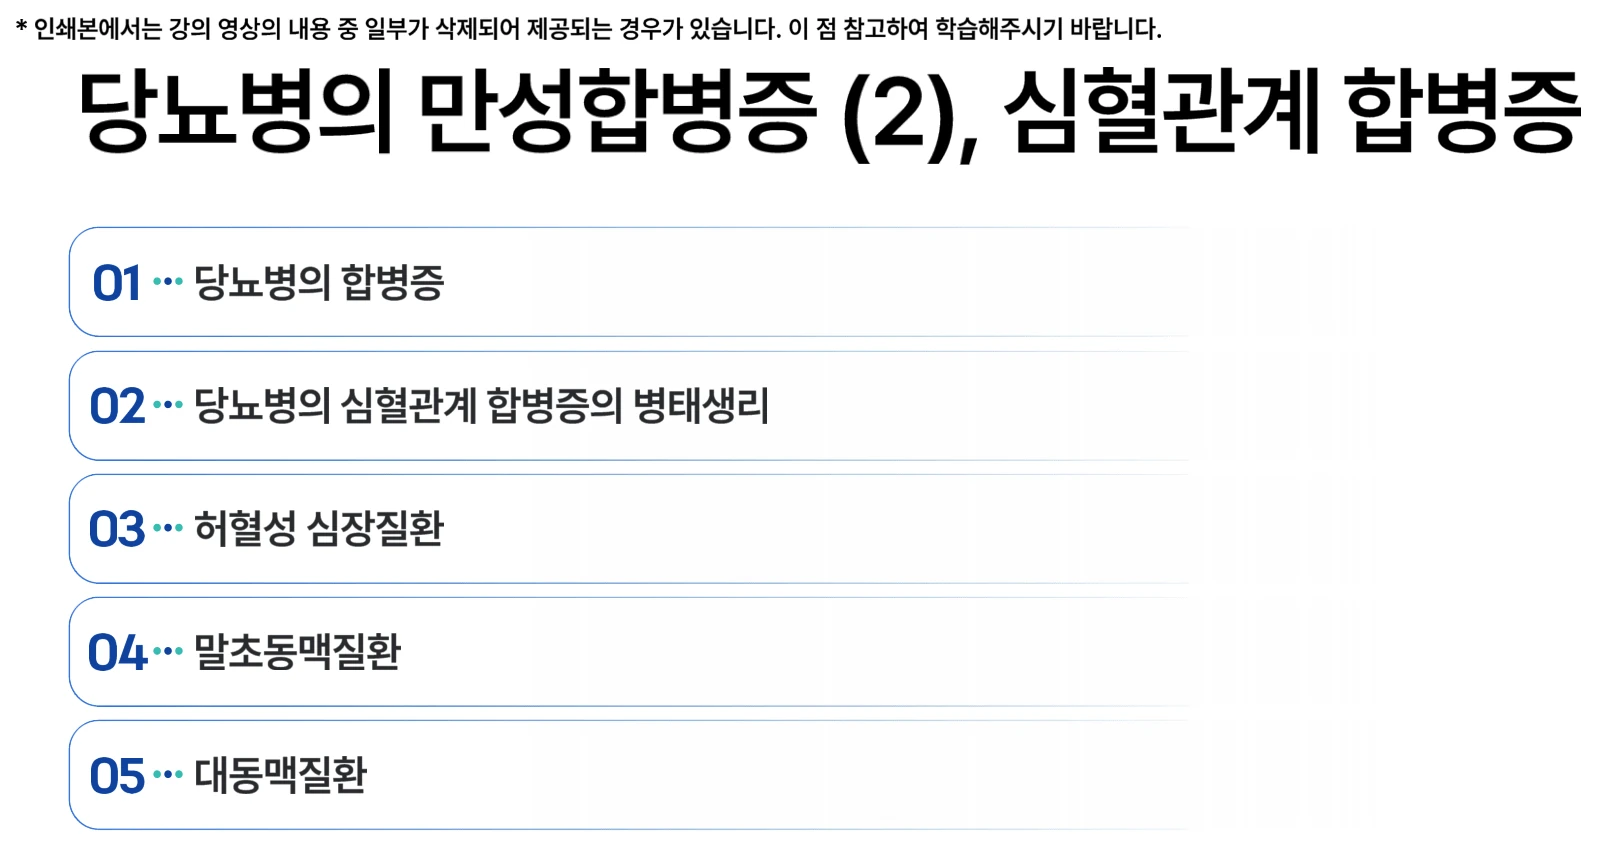 * 인쇄본에서는 강의 영상의 내용 중 일부가 삭제되어 제공되는 경우가 있습니다. 이 점 참고하여 학습해주시기 바랍니다.
당뇨병의 만성합병증 (2), 심혈관계 합병증
01 ••• 당뇨병의 합병증
02 ••• 당뇨병의 심혈관계 합병증의 병태생리
03 ••• 허혈성 심장질환
04 ••• 말초동맥질환
05 ••• 대동맥질환